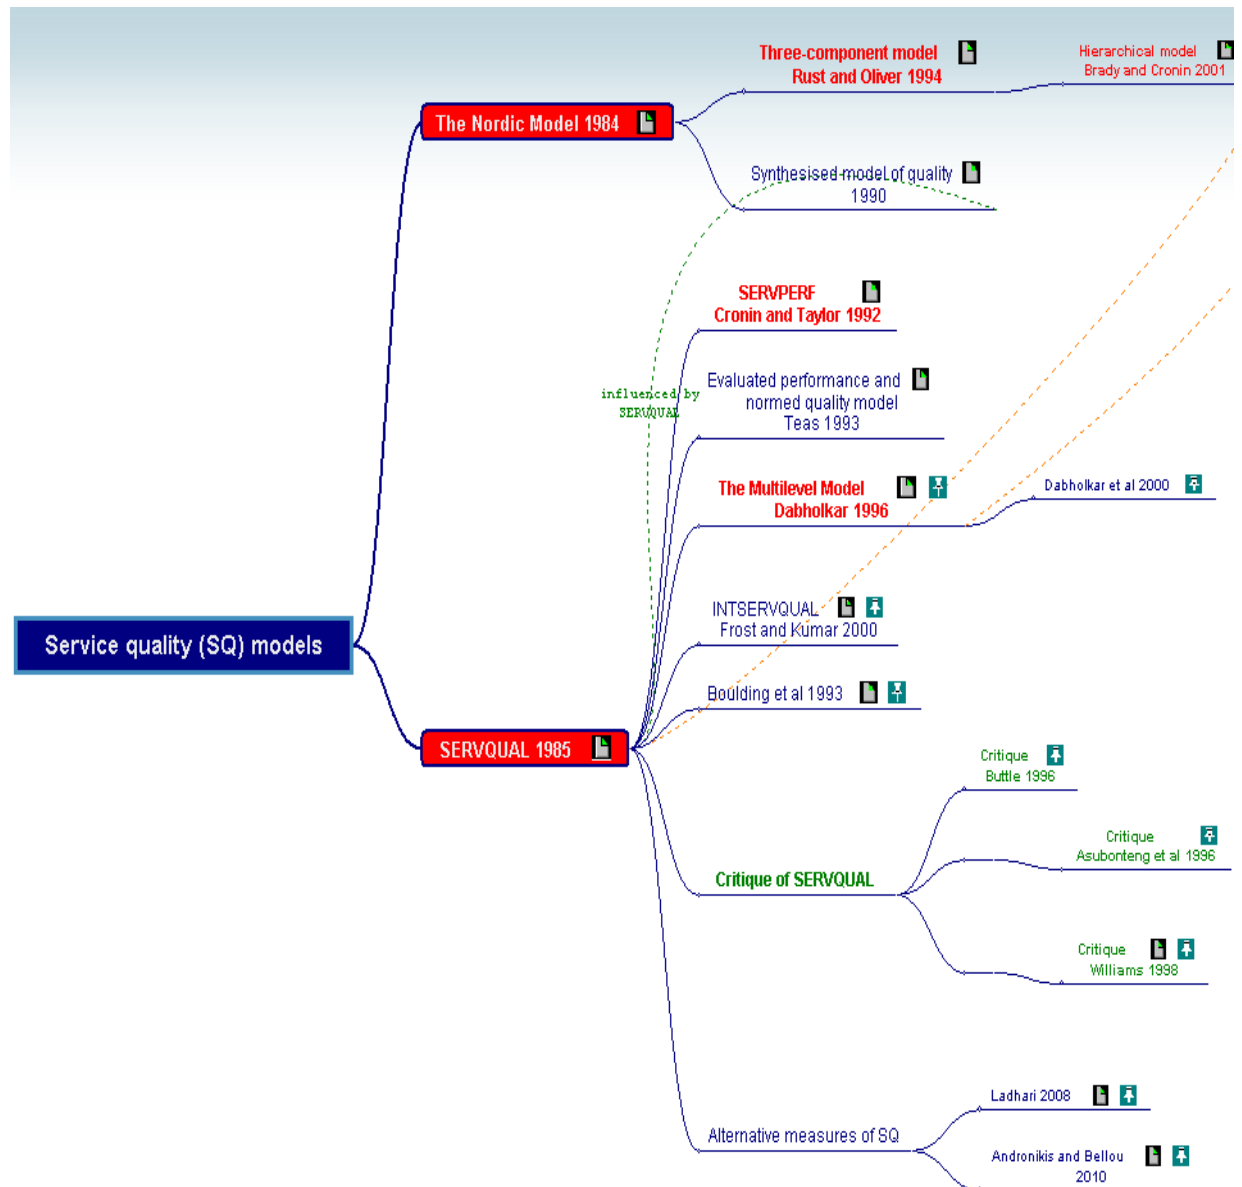 Three-component model
Rust and Oliver 1994
Hierarchical model
Brady and Cronin 2001
The Nordic Model 1984
Synthesised model of quality
1990
SERVPERF
Cronin and Taylor 1992
influenced by
SERVQUAL
Evaluated performance and
normed quality model
Teas 1993
The Multilevel Model
Dabholkar 1996
Dabholkar et al 2000
INTSERVQUAL
Frost and Kumar 2000
Service quality (SQ) models
Boulding et al 1993
SERVQUAL 1985
Critique
Buttle 1996
Critique
Asubonteng et al 1996
Critique of SERVQUAL
Critique
Williams 1998
Ladhari 2008
Alternative measures of SQ
Andronikis and Bellou
2010